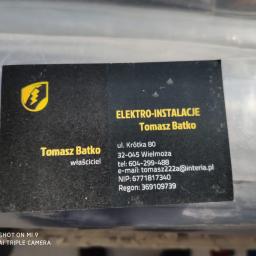 ELEKTRO-INSTALACJE
Tomasz Batko
Tomasz Batko
właściciel
ul. Krótka 80
32-045 Wielmoża
tel: 604-299-488
e-mail: tomasz222a@interia.pl
NIP: 6771817340
Regon: 369109739
SHOT ON MI 9
AI TRIPLE CAMERA